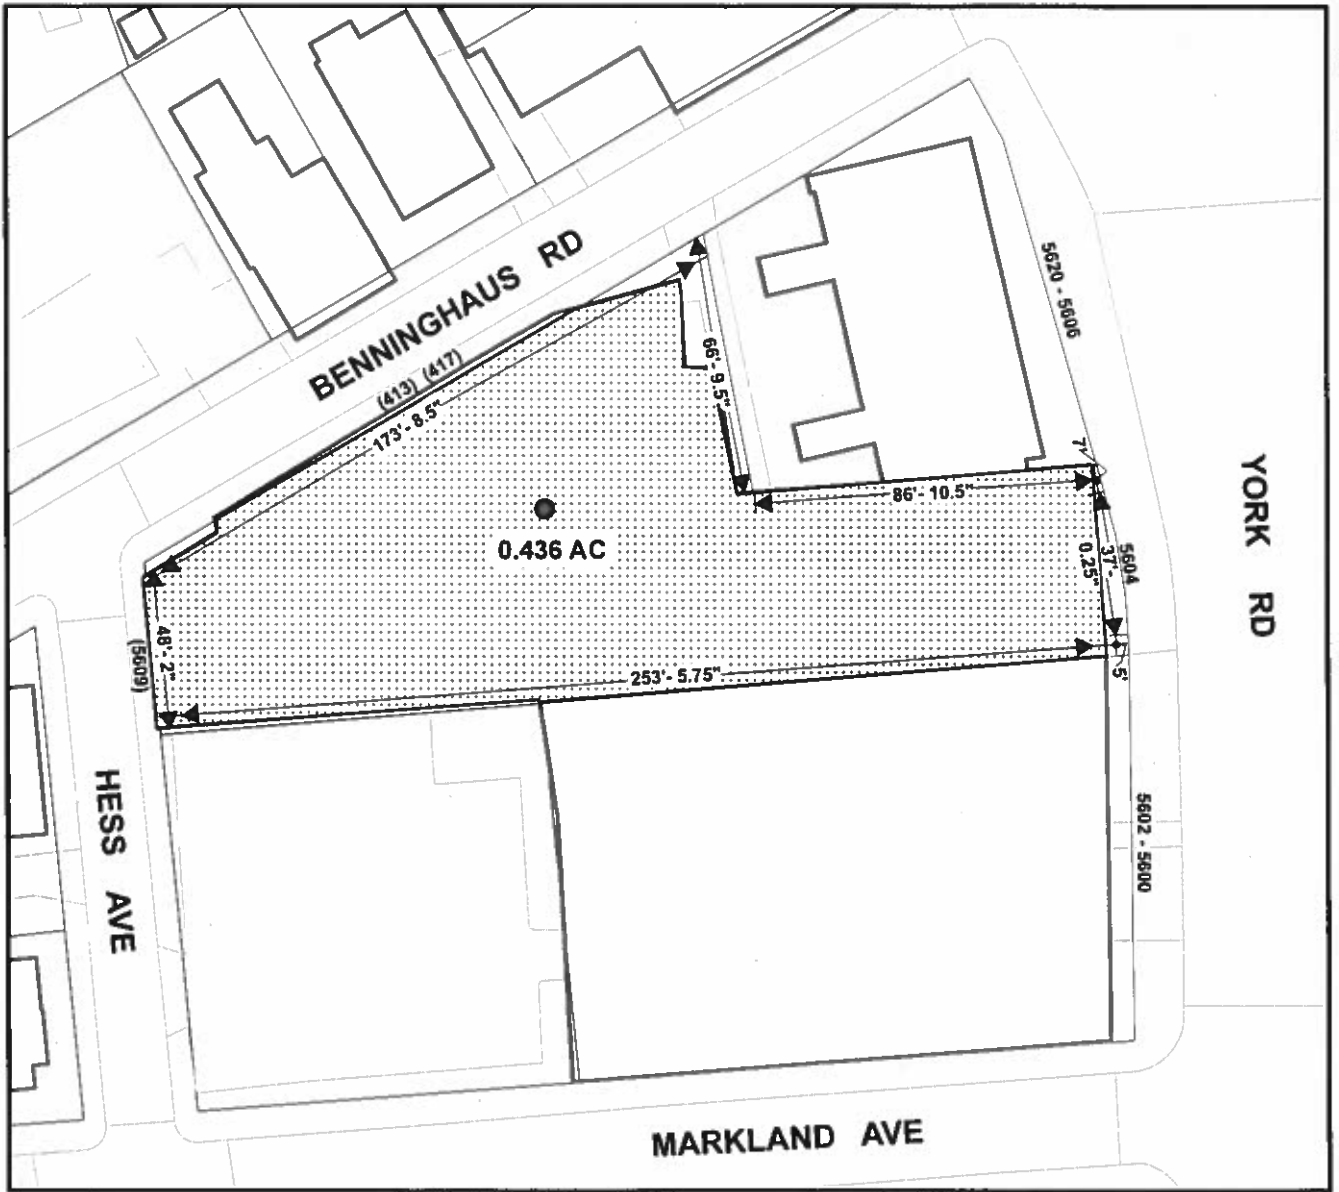 BENNINGHAUS RD
(413) (417)
173'- 8.5"
66'- 9.5"
5620 - 5606
7'
86'- 10.5"
YORK RD
0.436 AC
37'-
0.25"
5604
48'- 2"
(5609)
253'- 5.75"
5'
HESS AVE
5602 - 5600
MARKLAND AVE